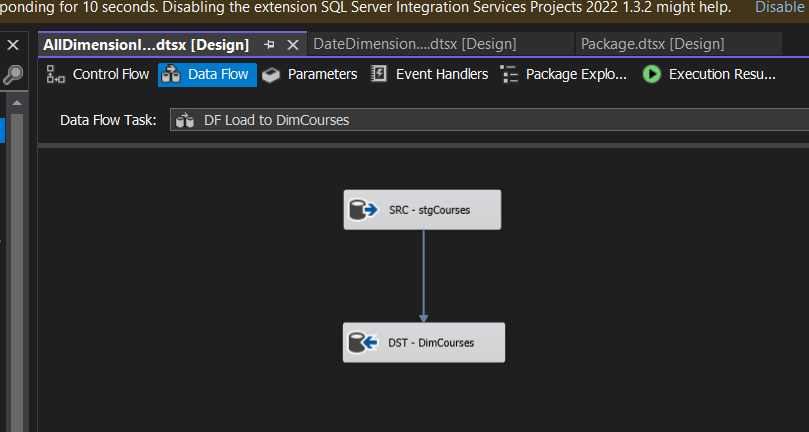 ponding for 10 seconds. Disabling the extension SQL Server Integration Services Projects 2022 1.3.2 might help. Disable
AllDimensionI...dtsx [Design] DateDimension....dtsx [Design] Package.dtsx [Design]
Control Flow Data Flow Parameters Event Handlers Package Explo... Execution Resu...
Data Flow Task: DF Load to DimCourses
SRC - stgCourses
DST - DimCourses